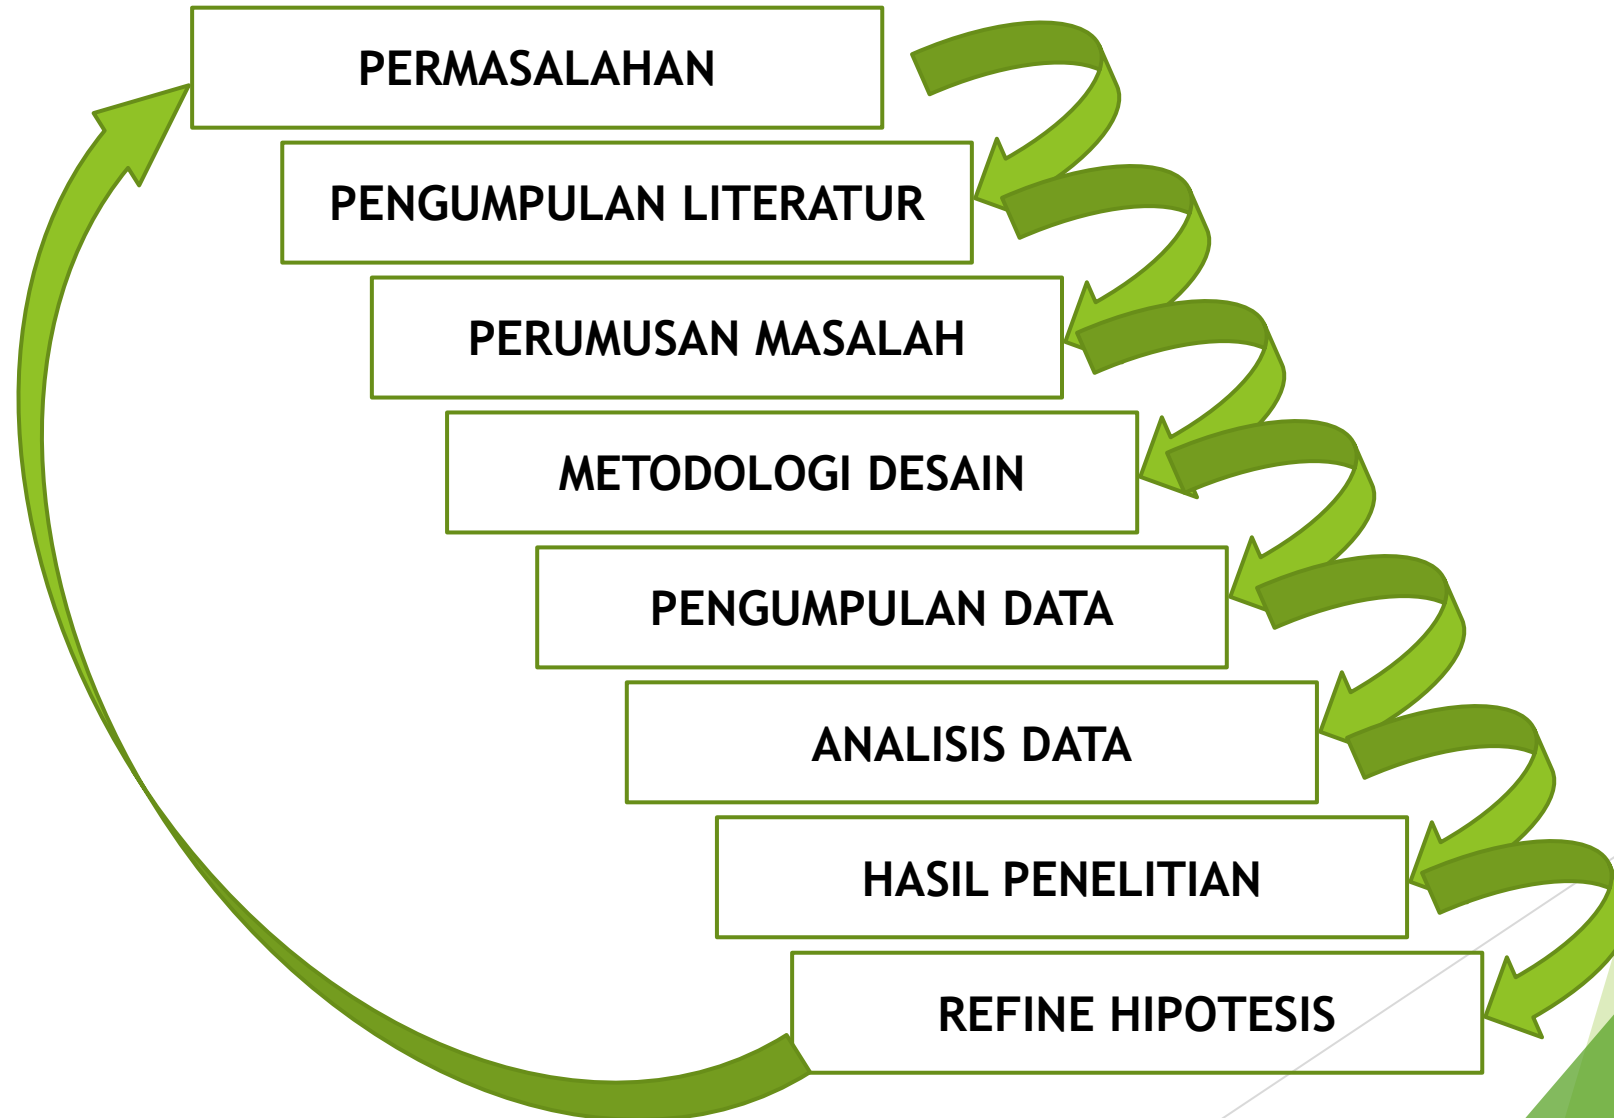 PERMASALAHAN
PENGUMPULAN LITERATUR
PERUMUSAN MASALAH
METODOLOGI DESAIN
PENGUMPULAN DATA
ANALISIS DATA
HASIL PENELITIAN
REFINE HIPOTESIS